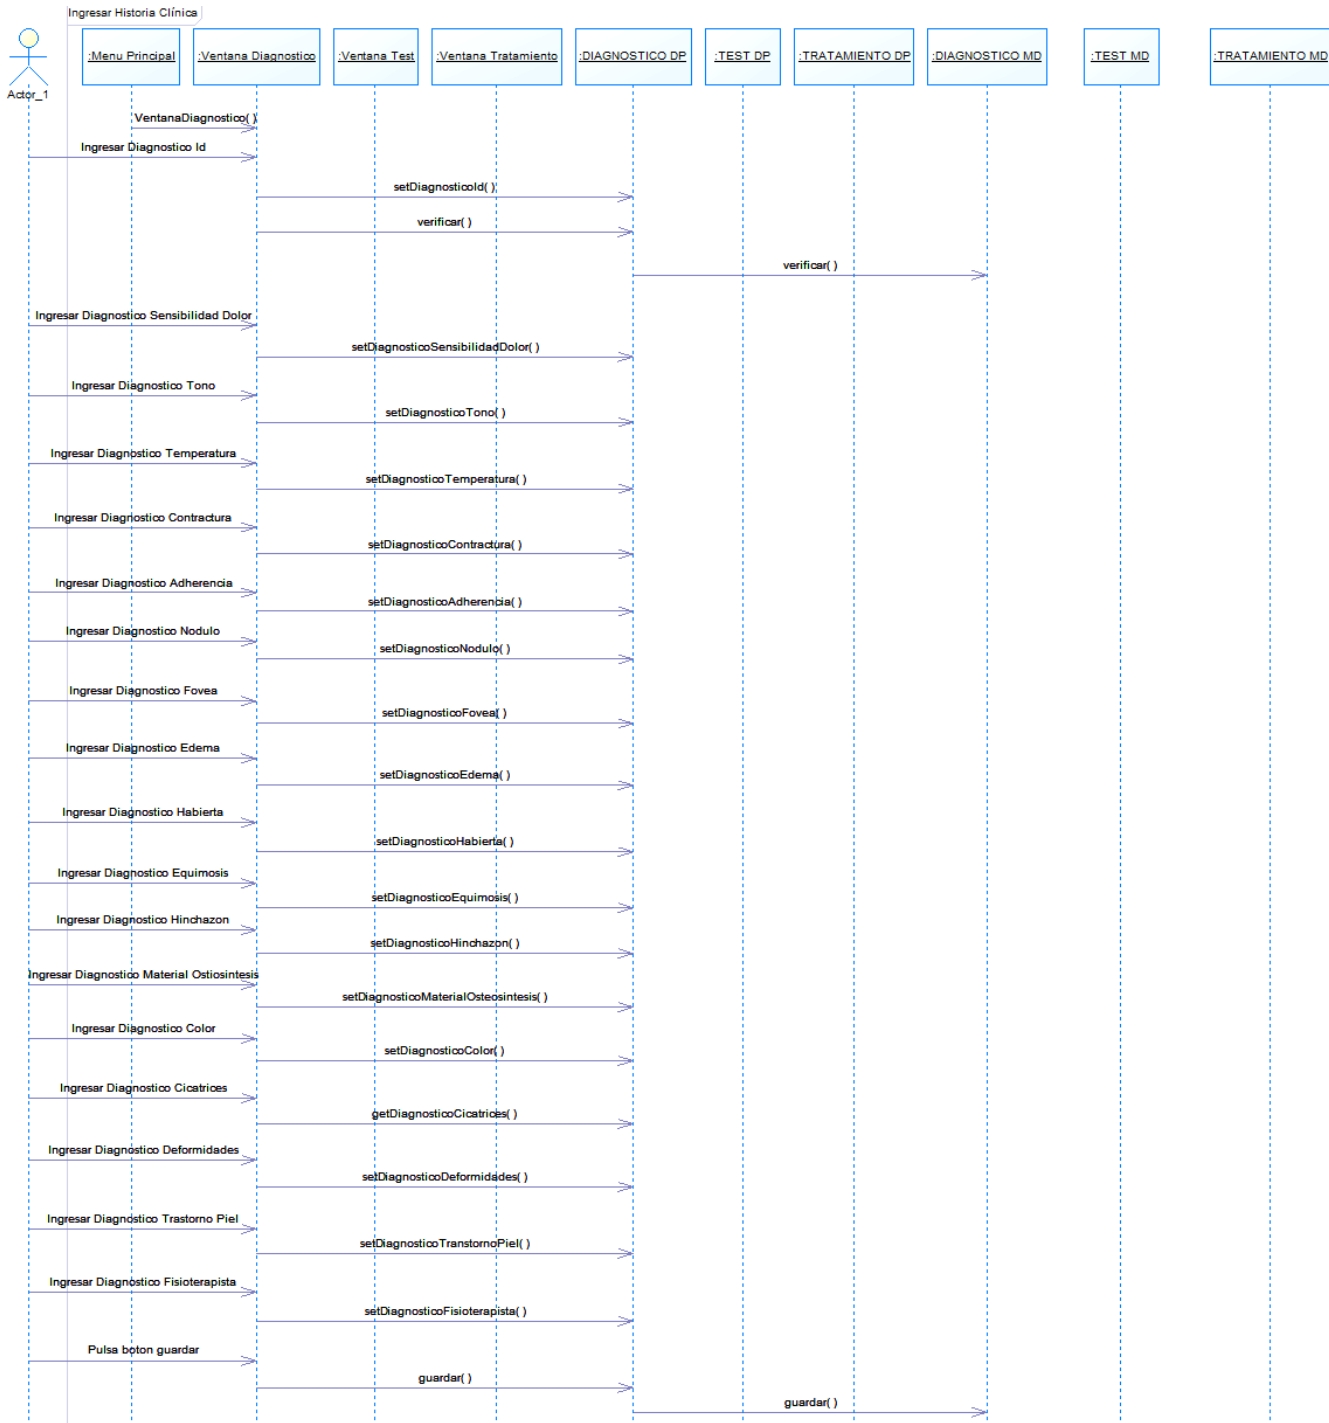 Ingresar Historia Clínica
:Menu Principal
:Ventana Diagnostico
:Ventana Test
:Ventana Tratamiento
:DIAGNOSTICO DP
:TEST DP
:TRATAMIENTO DP
:DIAGNOSTICO MD
:TEST MD
:TRATAMIENTO MD
Actor_1
VentanaDiagnostico( )
Ingresar Diagnostico Id
setDiagnosticoId( )
verificar( )
verificar( )
Ingresar Diagnostico Sensibilidad Dolor
setDiagnosticoSensibilidadDolor( )
Ingresar Diagnostico Tono
setDiagnosticoTono( )
Ingresar Diagnostico Temperatura
setDiagnosticoTemperatura( )
Ingresar Diagnostico Contractura
setDiagnosticoContractura( )
Ingresar Diagnostico Adherencia
setDiagnosticoAdherencia( )
Ingresar Diagnostico Nodulo
setDiagnosticoNodulo( )
Ingresar Diagnostico Fovea
setDiagnosticoFovea( )
Ingresar Diagnostico Edema
setDiagnosticoEdema( )
Ingresar Diagnostico Habierta
setDiagnosticoHabierta( )
Ingresar Diagnostico Equimosis
setDiagnosticoEquimosis( )
Ingresar Diagnostico Hinchazon
setDiagnosticoHinchazon( )
Ingresar Diagnostico Material Ostiosintesis
setDiagnosticoMaterialOsteosintesis( )
Ingresar Diagnostico Color
setDiagnosticoColor( )
Ingresar Diagnostico Cicatrices
getDiagnosticoCicatrices( )
Ingresar Diagnostico Deformidades
setDiagnosticoDeformidades( )
Ingresar Diagnostico Trastorno Piel
setDiagnosticoTranstornoPiel( )
Ingresar Diagnostico Fisioterapista
setDiagnosticoFisioterapista( )
Pulsa boton guardar
guardar( )
guardar( )